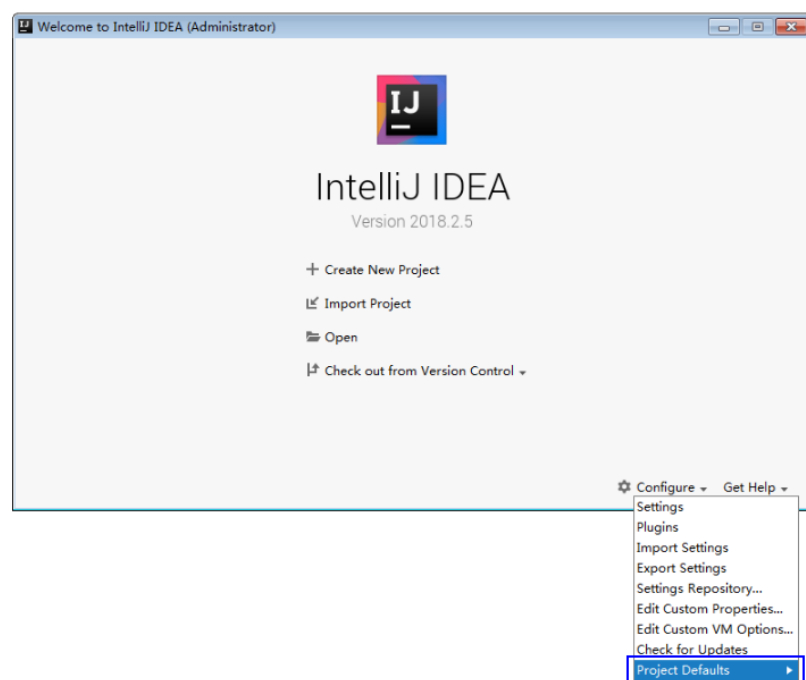 Welcome to IntelliJ IDEA (Administrator)
IJ
IntelliJ IDEA
Version 2018.2.5
Create New Project
Import Project
Open
Check out from Version Control
Configure Get Help
Settings
Plugins
Import Settings
Export Settings
Settings Repository...
Edit Custom Properties...
Edit Custom VM Options...
Check for Updates
Project Defaults